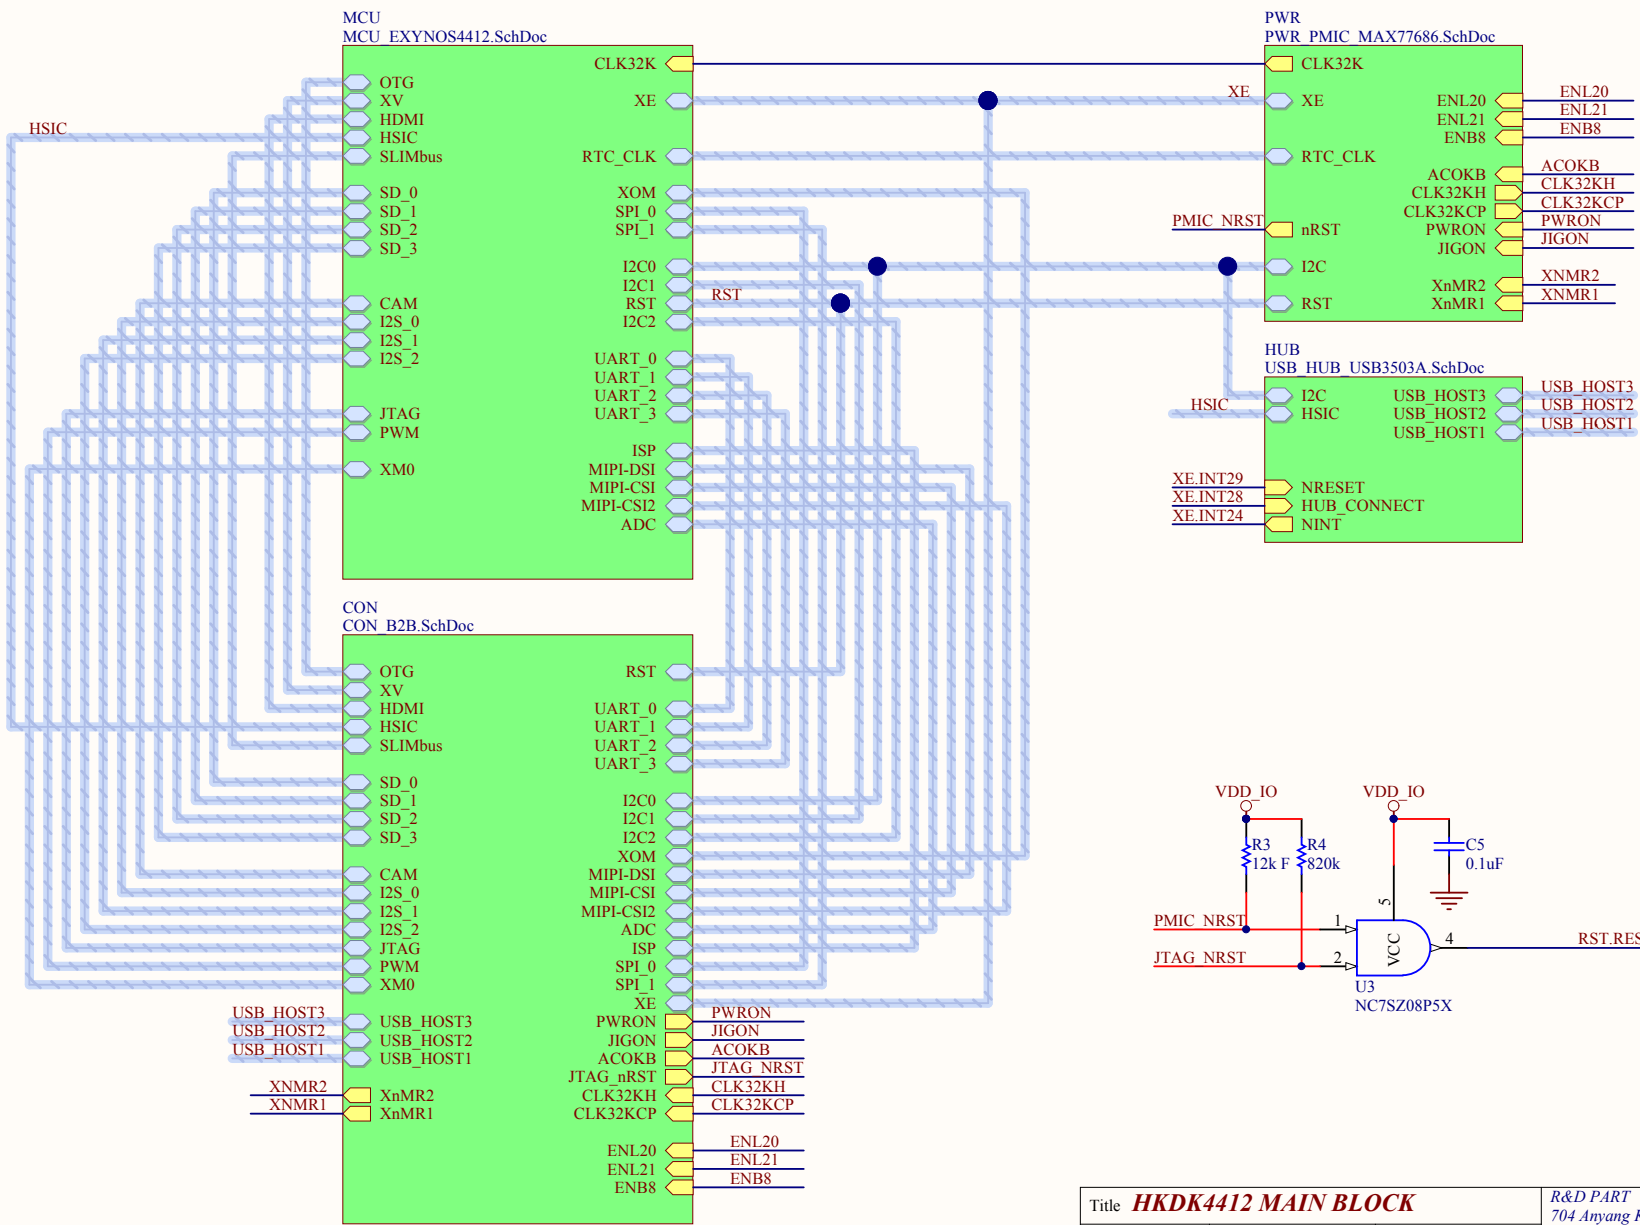 MCU
MCU_EXYNOS4412.SchDoc
CLK32K
OTG
XV
XE
HDMI
HSIC
HSIC
SLIMbus
RTC_CLK
SD_0
XOM
SD_1
SPI_0
SD_2
SPI_1
SD_3
I2C0
I2C1
CAM
RST
RST
I2S_0
I2C2
I2S_1
I2S_2
UART_0
UART_1
UART_2
JTAG
UART_3
PWM
ISP
XM0
MIPI-DSI
MIPI-CSI
MIPI-CSI2
ADC
PWR
PWR_PMIC_MAX77686.SchDoc
CLK32K
XE
XE
ENL20
ENL20
ENL21
ENL21
ENB8
ENB8
RTC_CLK
ACOKB
ACOKB
CLK32KH
CLK32KH
CLK32KCP
CLK32KCP
PMIC_NRST
nRST
PWRON
PWRON
JIGON
JIGON
I2C
XnMR2
XNMR2
RST
XnMR1
XNMR1
HUB
USB_HUB_USB3503A.SchDoc
I2C
USB_HOST3
USB_HOST3
HSIC
HSIC
USB_HOST2
USB_HOST2
USB_HOST1
USB_HOST1
XE.INT29
NRESET
XE.INT28
HUB_CONNECT
XE.INT24
NINT
CON
CON_B2B.SchDoc
OTG
RST
XV
HDMI
UART_0
HSIC
UART_1
SLIMbus
UART_2
UART_3
SD_0
SD_1
I2C0
SD_2
I2C1
SD_3
I2C2
XOM
CAM
MIPI-DSI
I2S_0
MIPI-CSI
I2S_1
MIPI-CSI2
I2S_2
ADC
JTAG
ISP
PWM
SPI_0
XM0
SPI_1
XE
USB_HOST3
USB_HOST3
PWRON
PWRON
USB_HOST2
USB_HOST2
JIGON
JIGON
USB_HOST1
USB_HOST1
ACOKB
ACOKB
JTAG_nRST
JTAG_NRST
XNMR2
XnMR2
CLK32KH
CLK32KH
XNMR1
XnMR1
CLK32KCP
CLK32KCP
ENL20
ENL20
ENL21
ENL21
ENB8
ENB8
VDD_IO
VDD_IO
R3
12k F
R4
820k
C5
0.1uF
5
PMIC_NRST
1
VCC
4
RST.RES
JTAG_NRST
2
U3
NC7SZ08P5X
Title HKDK4412 MAIN BLOCK
R&D PART
704 Anyang